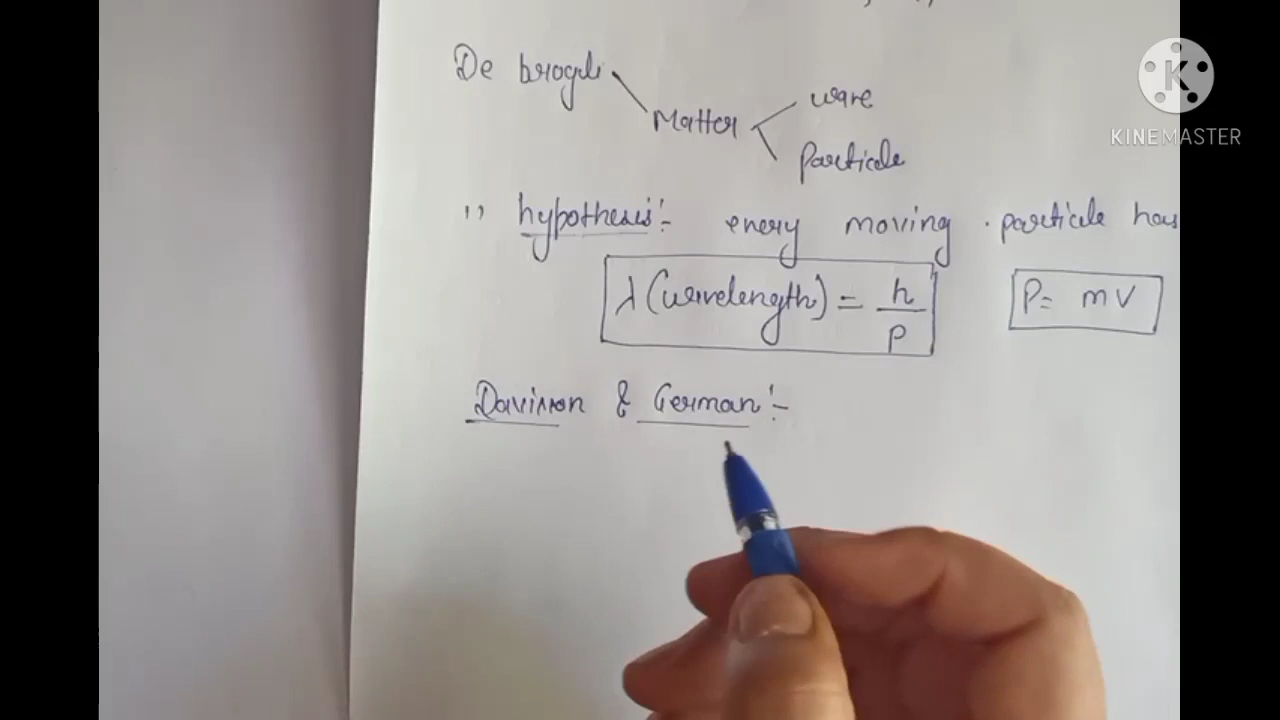 De brogli
Matter
wave
particle
" hypothesis:- every moving particle has
λ (wavelength) = h/p
P = mv
Davisson & German:-
KINEMASTER